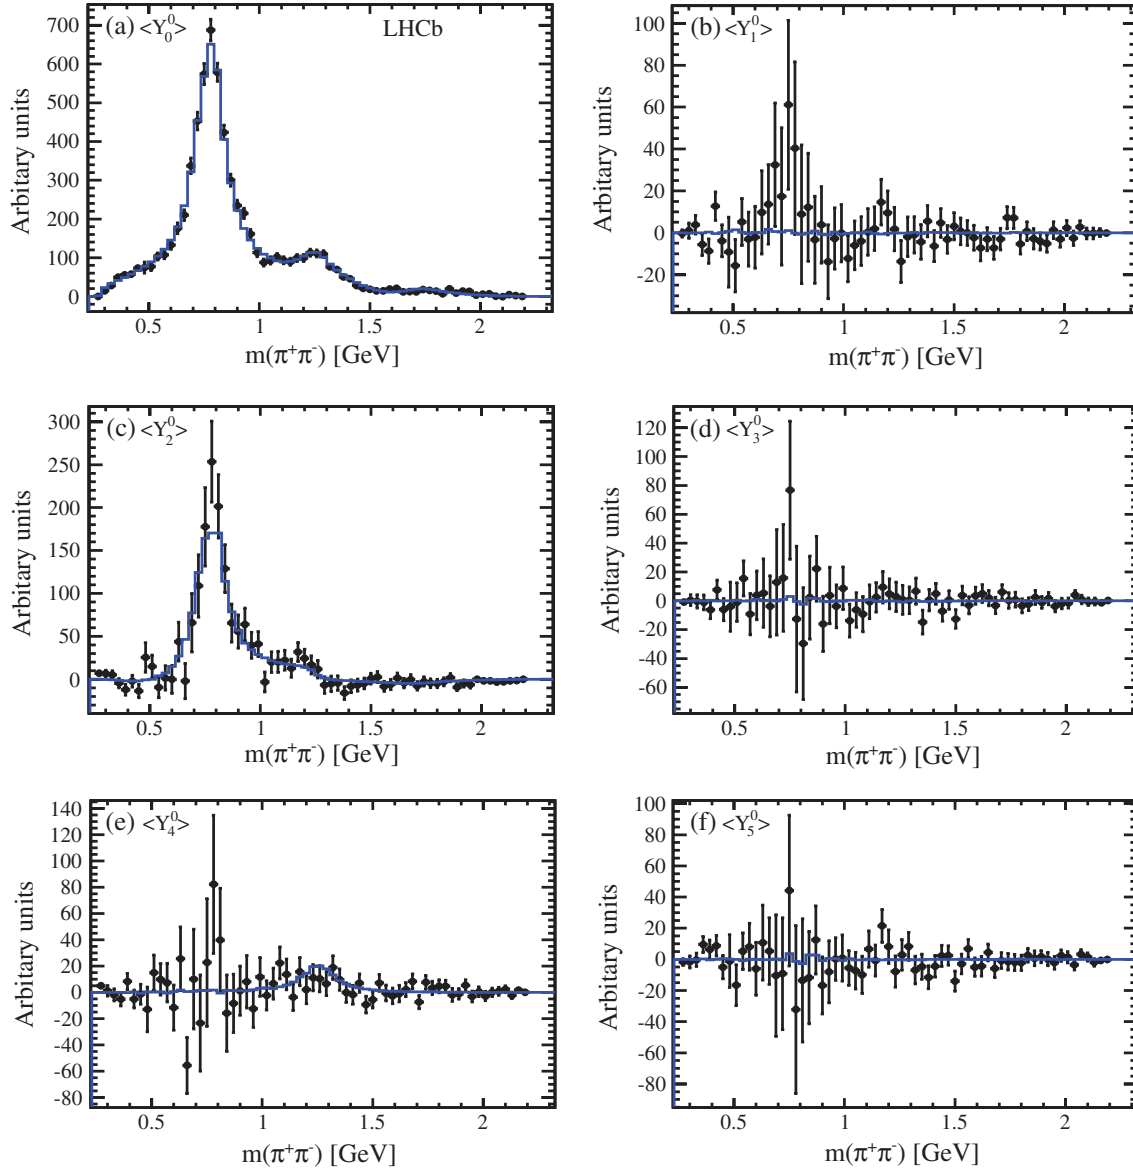 (a) <Y⁰₀> LHCb
700
600
500
400
300
200
100
0
Arbitary units
0.5 1 1.5 2
m(π⁺π⁻) [GeV]
(b) <Y⁰₁>
100
80
60
40
20
0
-20
Arbitary units
0.5 1 1.5 2
m(π⁺π⁻) [GeV]
(c) <Y⁰₂>
300
250
200
150
100
50
0
Arbitary units
0.5 1 1.5 2
m(π⁺π⁻) [GeV]
(d) <Y⁰₃>
120
100
80
60
40
20
0
-20
-40
-60
Arbitary units
0.5 1 1.5 2
m(π⁺π⁻) [GeV]
(e) <Y⁰₄>
140
120
100
80
60
40
20
0
-20
-40
-60
-80
Arbitary units
0.5 1 1.5 2
m(π⁺π⁻) [GeV]
(f) <Y⁰₅>
100
80
60
40
20
0
-20
-40
-60
-80
Arbitary units
0.5 1 1.5 2
m(π⁺π⁻) [GeV]